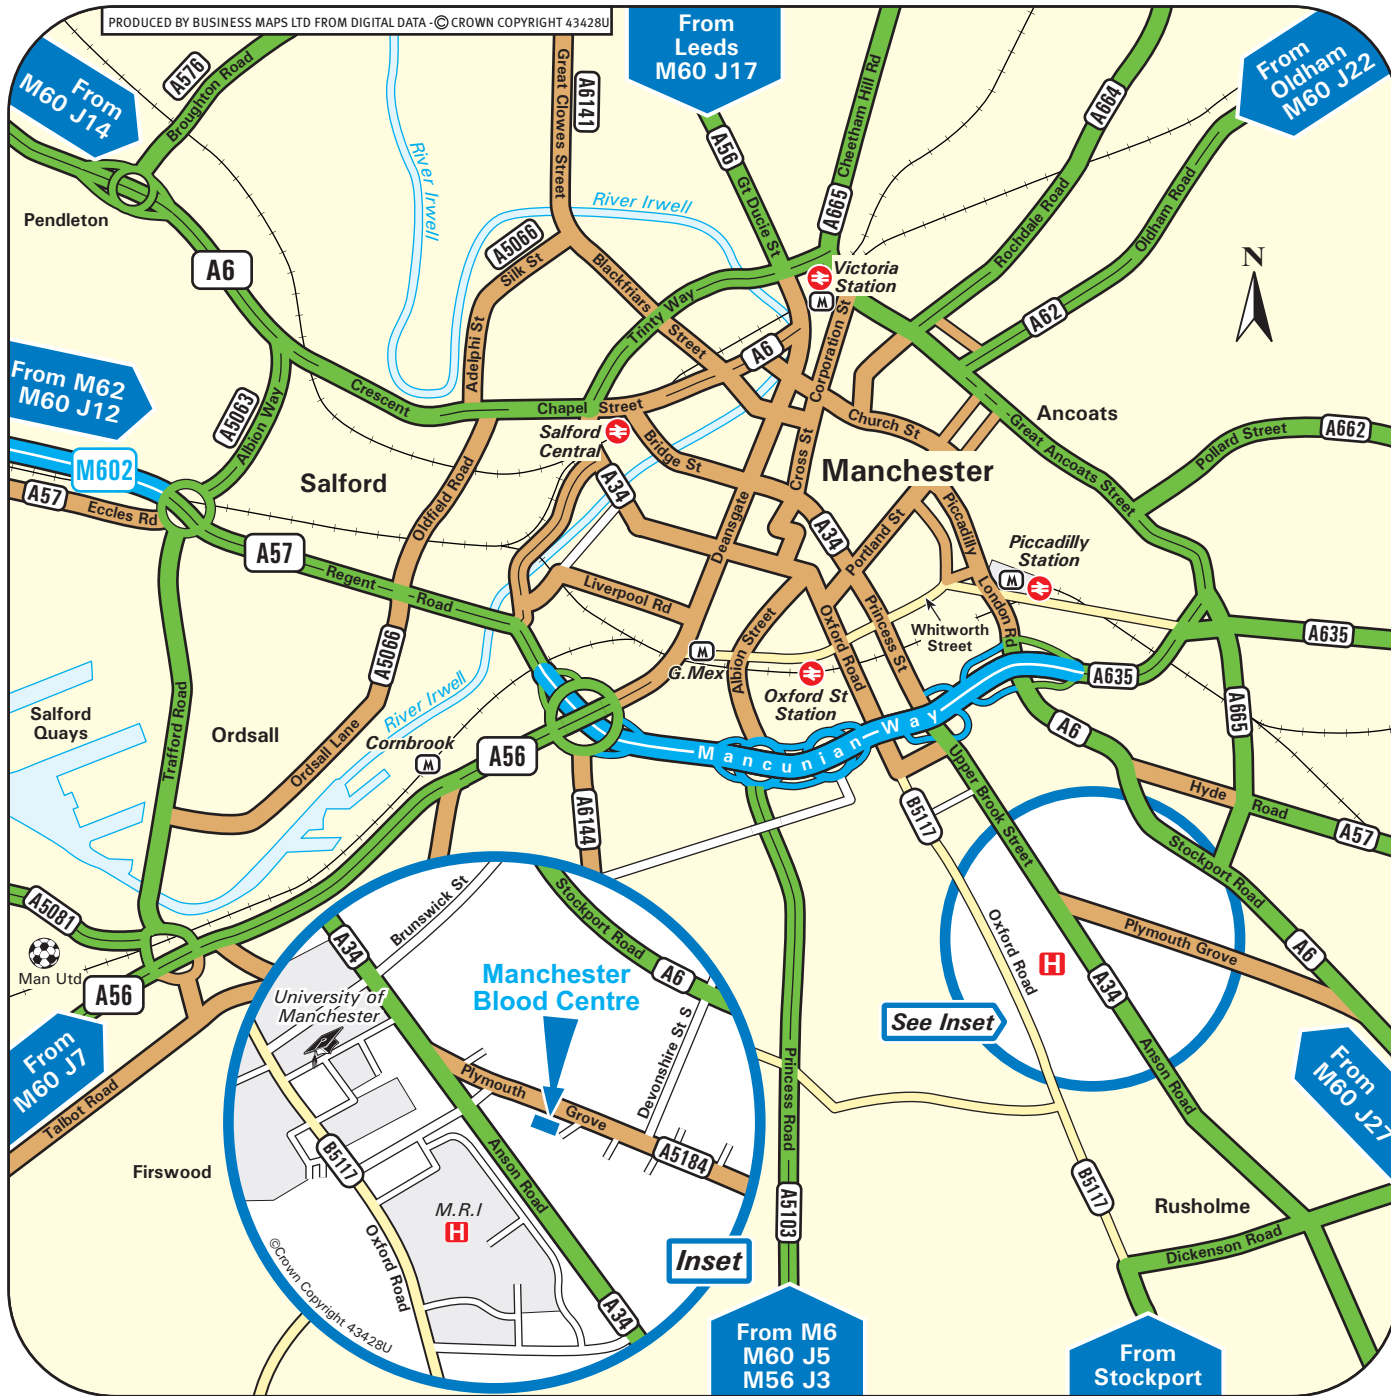 PRODUCED BY BUSINESS MAPS LTD FROM DIGITAL DATA - © CROWN COPYRIGHT 43428U
From
Leeds
M60 J17
From
M60 J14
From
Oldham
M60 J22
A576
Broughton Road
Great Clowes Street
A6141
A56
Gt Ducie St
Cheetham Hill Rd
A665
A664
Rochdale Road
Oldham Road
A62
River Irwell
River Irwell
Pendleton
A6
A5066
Silk St
Blackfriars
Street
Trinty Way
Victoria
Station
M
N
Adelphi St
A6
Corporation St
From M62
M60 J12
A5063
Albion Way
Crescent
Chapel Street
Salford
Central
Bridge St
Church St
Cross St
Ancoats
Great Ancoats Street
Pollard Street
A662
M602
A57
Eccles Rd
Salford
Oldfield Road
A34
Deansgate
Manchester
A34
Portland St
Piccadilly
Piccadilly
Station
M
A57
Regent
Road
Liverpool Rd
Albion Street
Oxford Road
Princess St
London Rd
Whitworth
Street
A635
A5066
M
G.Mex
Oxford St
Station
A635
A665
River Irwell
Salford
Quays
Trafford Road
Ordsall
Ordsall Lane
Cornbrook
M
A56
Mancunian Way
A6
Upper Brook Street
Hyde
Road
A57
A6144
B5117
Stockport Road
A5081
Man Utd
A56
Brunswick St
Stockport Road
A6
A34
University of
Manchester
Manchester
Blood Centre
Devonshire St S
Plymouth
Grove
A5184
Anson Road
B5117
M.R.I
H
Oxford Road
A34
©Crown Copyright 43428U
Inset
Oxford Road
H
Plymouth Grove
A34
A6
See Inset
Anson Road
From
M60 J7
Talbot Road
Firswood
Princess Road
A5103
B5117
Rusholme
Dickenson Road
From
M60 J27
From M6
M60 J5
M56 J3
From
Stockport